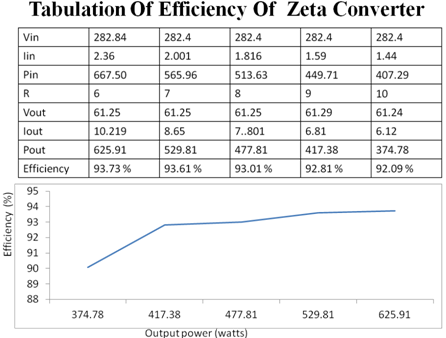 Tabulation Of Efficiency Of Zeta Converter
Vin 282.84 282.4 282.4 282.4 282.4
Iin 2.36 2.001 1.816 1.59 1.44
Pin 667.50 565.96 513.63 449.71 407.29
R 6 7 8 9 10
Vout 61.25 61.25 61.25 61.29 61.24
Iout 10.219 8.65 7..801 6.81 6.12
Pout 625.91 529.81 477.81 417.38 374.78
Efficiency 93.73 % 93.61 % 93.01 % 92.81 % 92.09 %
Efficiency (%)
95
94
93
92
91
90
89
88
374.78 417.38 477.81 529.81 625.91
Output power (watts)